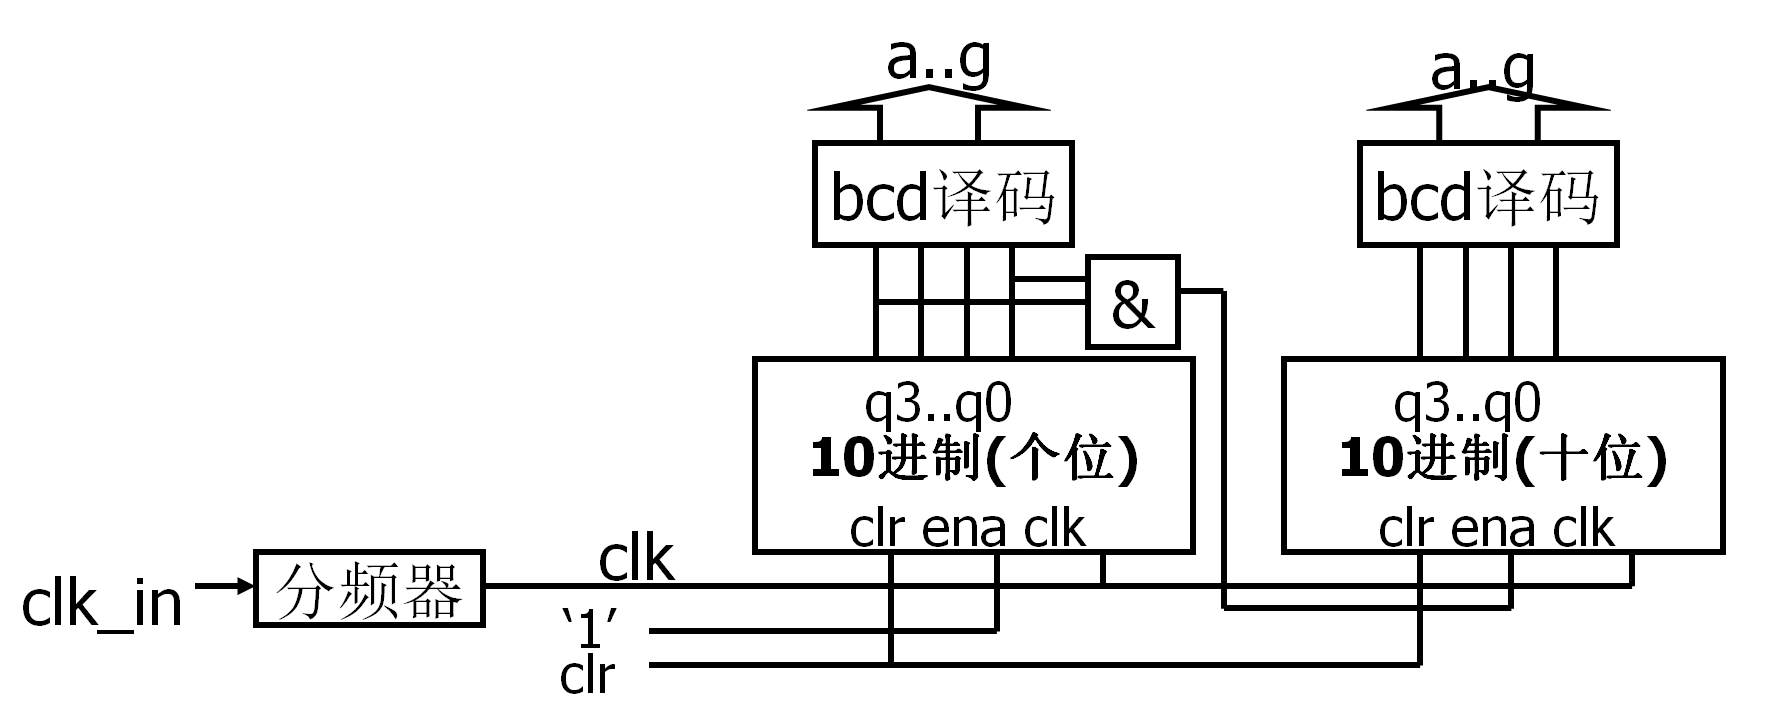 a..g
a..g
bcd译码
bcd译码
&
q3..q0
10进制(个位)
clr ena clk
q3..q0
10进制(十位)
clr ena clk
clk_in
分频器
clk
‘1’
clr